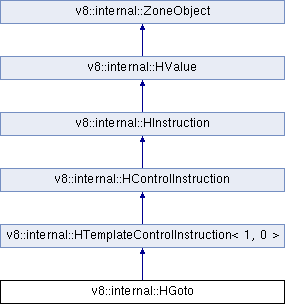 v8::internal::ZoneObject
v8::internal::HValue
v8::internal::HInstruction
v8::internal::HControlInstruction
v8::internal::HTemplateControlInstruction< 1, 0 >
v8::internal::HGoto